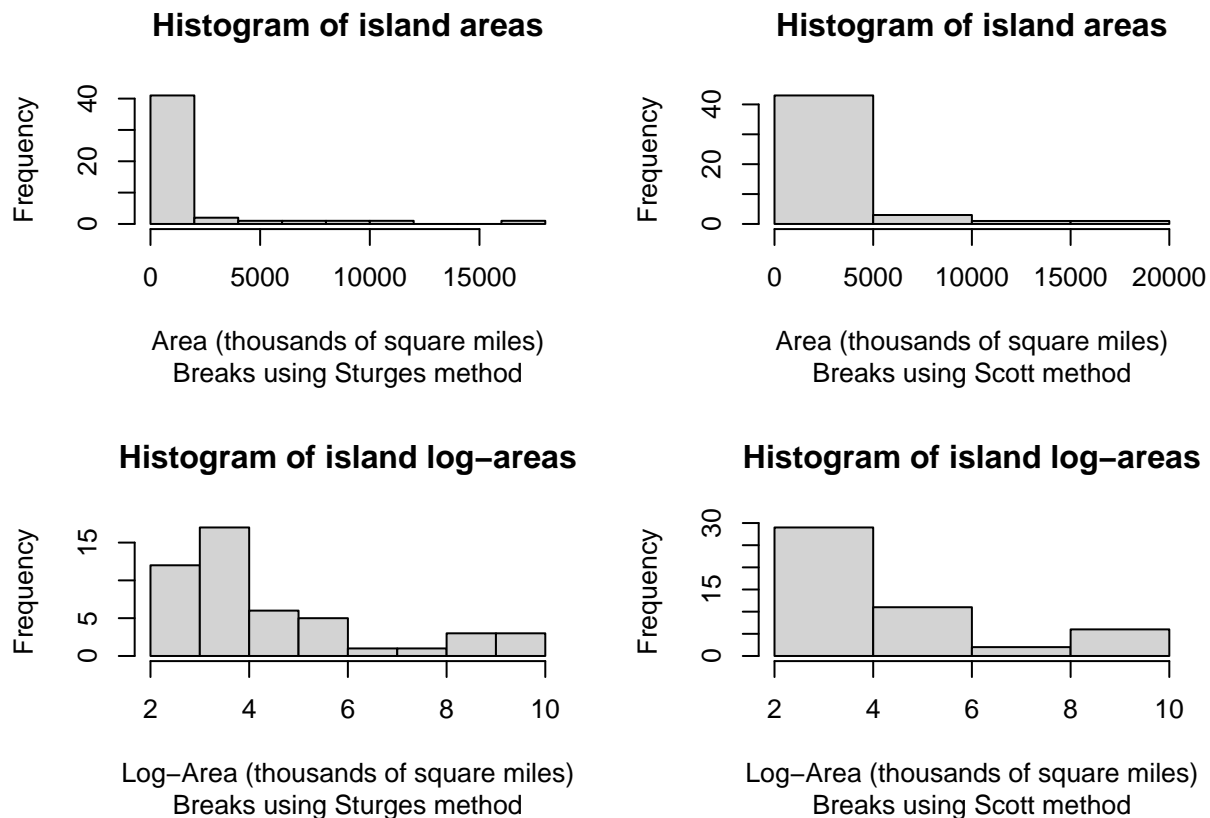 Histogram of island areas
Frequency
40
20
0
0 5000 10000 15000
Area (thousands of square miles)
Breaks using Sturges method
Histogram of island areas
Frequency
40
20
0
0 5000 10000 15000 20000
Area (thousands of square miles)
Breaks using Scott method
Histogram of island log−areas
Frequency
15
5
0
2 4 6 8 10
Log−Area (thousands of square miles)
Breaks using Sturges method
Histogram of island log−areas
Frequency
30
15
0
2 4 6 8 10
Log−Area (thousands of square miles)
Breaks using Scott method